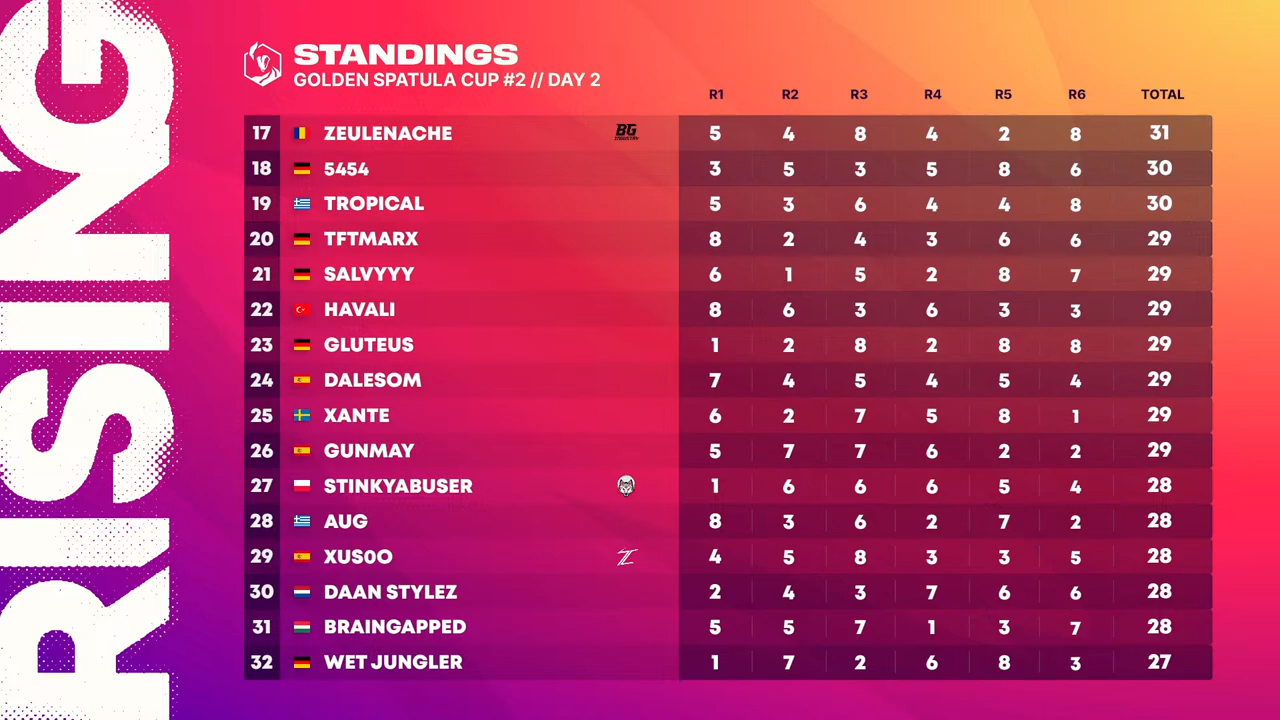 RISING
STANDINGS
GOLDEN SPATULA CUP #2 // DAY 2
R1 R2 R3 R4 R5 R6 TOTAL
17 ZEULENACHE BG 5 4 8 4 2 8 31
18 5454 3 5 3 5 8 6 30
19 TROPICAL 5 3 6 4 4 8 30
20 TFTMARX 8 2 4 3 6 6 29
21 SALVYYY 6 1 5 2 8 7 29
22 HAVALI 8 6 3 6 3 3 29
23 GLUTEUS 1 2 8 2 8 8 29
24 DALESOM 7 4 5 4 5 4 29
25 XANTE 6 2 7 5 8 1 29
26 GUNMAY 5 7 7 6 2 2 29
27 STINKYABUSER 1 6 6 6 5 4 28
28 AUG 8 3 6 2 7 2 28
29 XUS0O 4 5 8 3 3 5 28
30 DAAN STYLEZ 2 4 3 7 6 6 28
31 BRAINGAPPED 5 5 7 1 3 7 28
32 WET JUNGLER 1 7 2 6 8 3 27